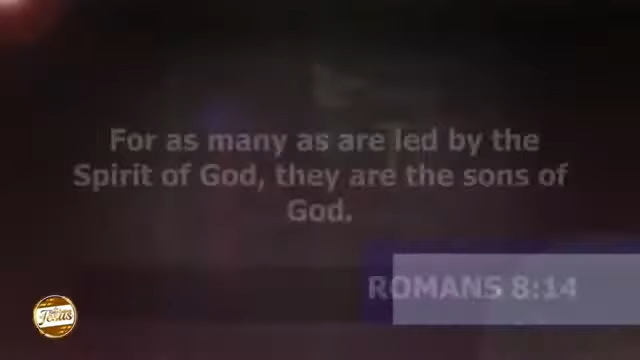 For as many as are led by the
Spirit of God, they are the sons of
God.
ROMANS 8:14
Jesus